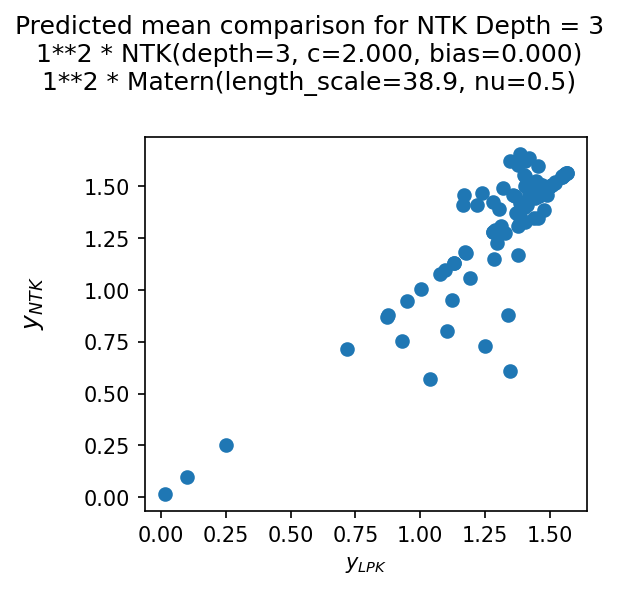 Predicted mean comparison for NTK Depth = 3
1**2 * NTK(depth=3, c=2.000, bias=0.000)
1**2 * Matern(length_scale=38.9, nu=0.5)
1.50
1.25
1.00
0.75
0.50
0.25
0.00
y_NTK
0.00 0.25 0.50 0.75 1.00 1.25 1.50
y_LPK